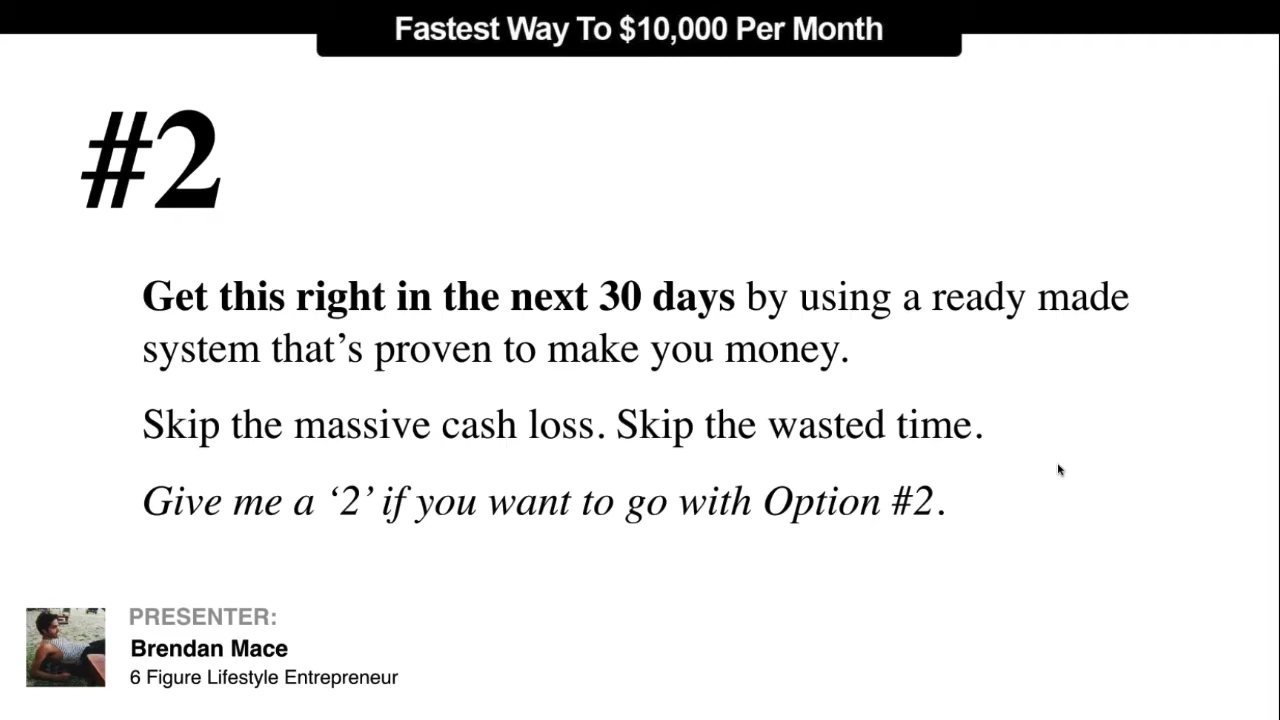 Fastest Way To $10,000 Per Month
#2
Get this right in the next 30 days by using a ready made
system that’s proven to make you money.
Skip the massive cash loss. Skip the wasted time.
Give me a ‘2’ if you want to go with Option #2.
PRESENTER:
Brendan Mace
6 Figure Lifestyle Entrepreneur